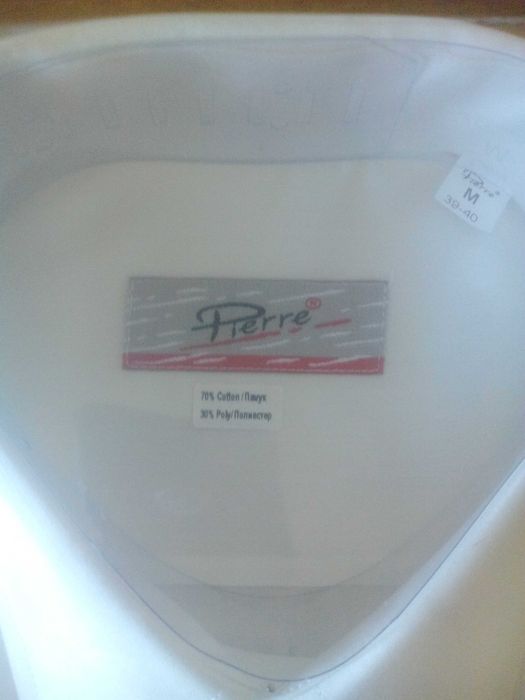 Pierre
M
39-40
Pierre®
70% Cotton/Памук
30% Poly/Полиестер